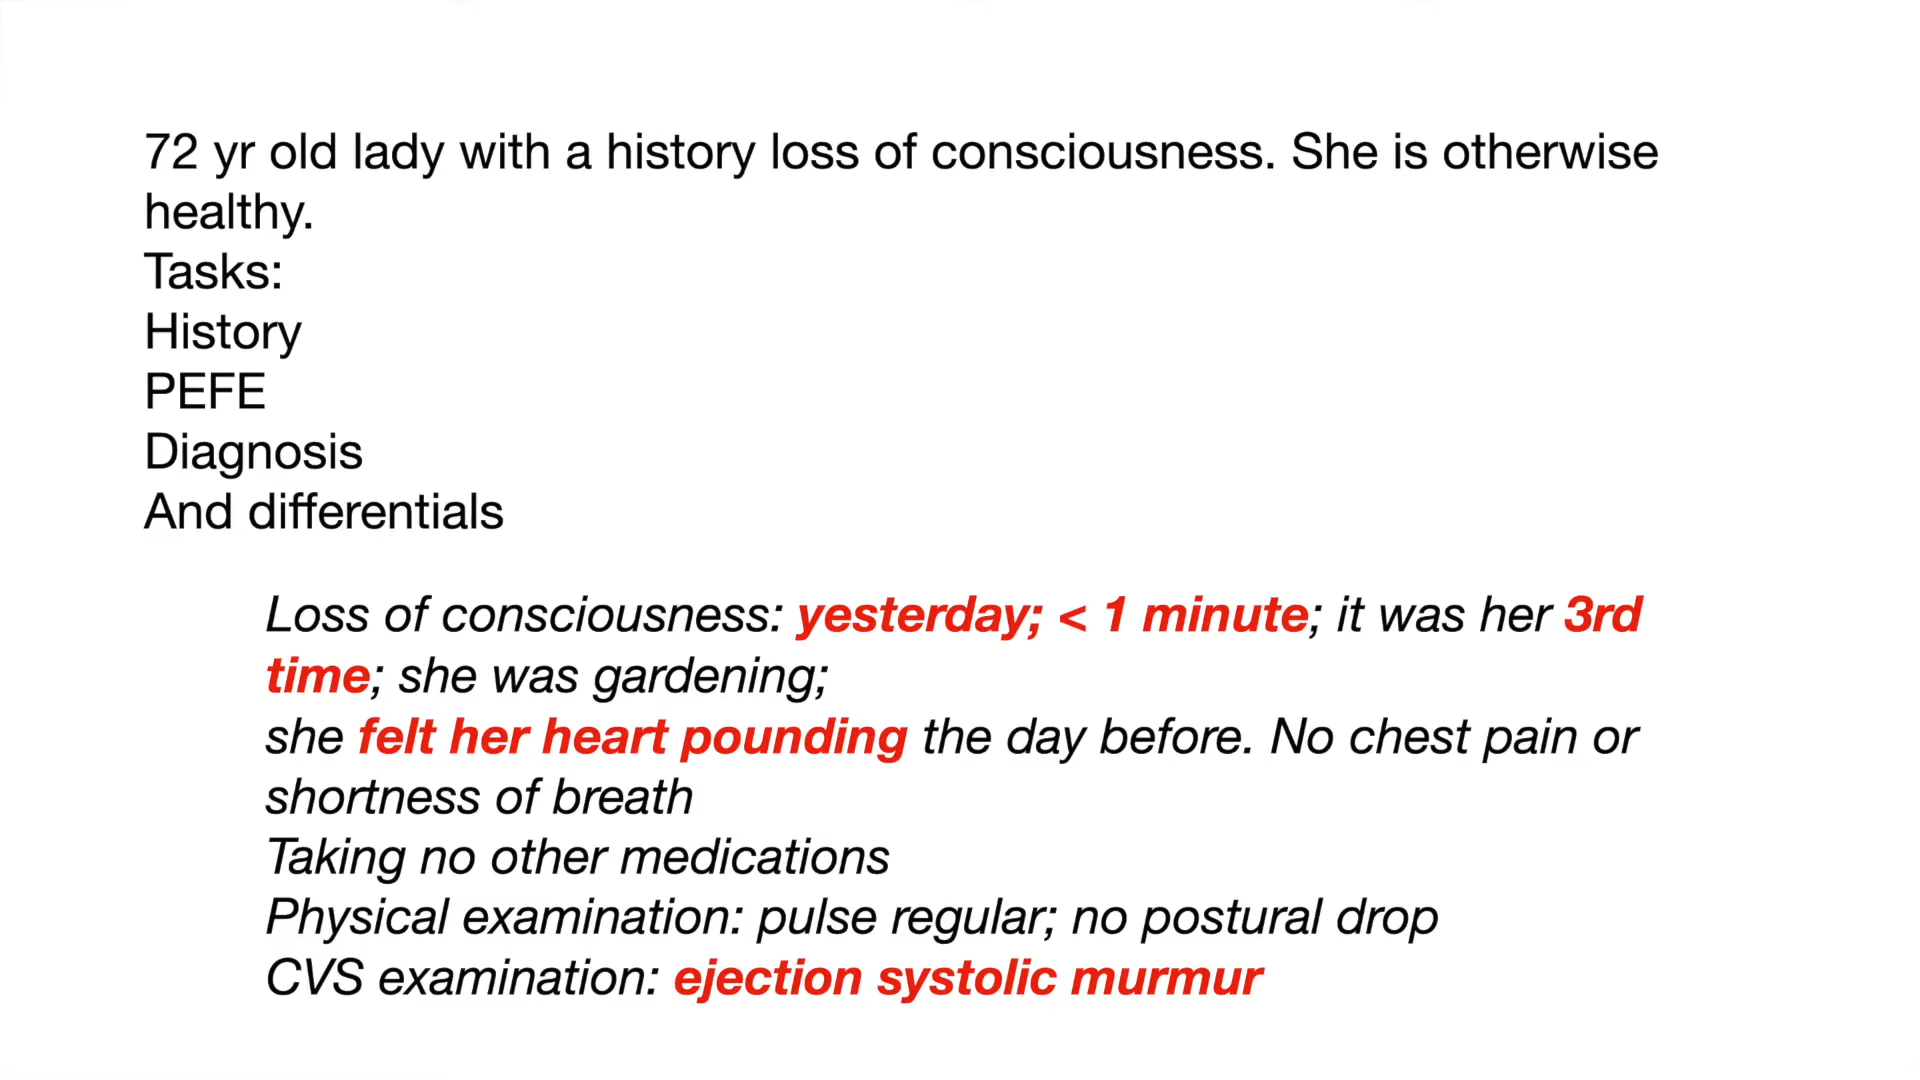 72 yr old lady with a history loss of consciousness. She is otherwise
healthy.
Tasks:
History
PEFE
Diagnosis
And differentials
Loss of consciousness: yesterday; < 1 minute; it was her 3rd
time; she was gardening;
she felt her heart pounding the day before. No chest pain or
shortness of breath
Taking no other medications
Physical examination: pulse regular; no postural drop
CVS examination: ejection systolic murmur